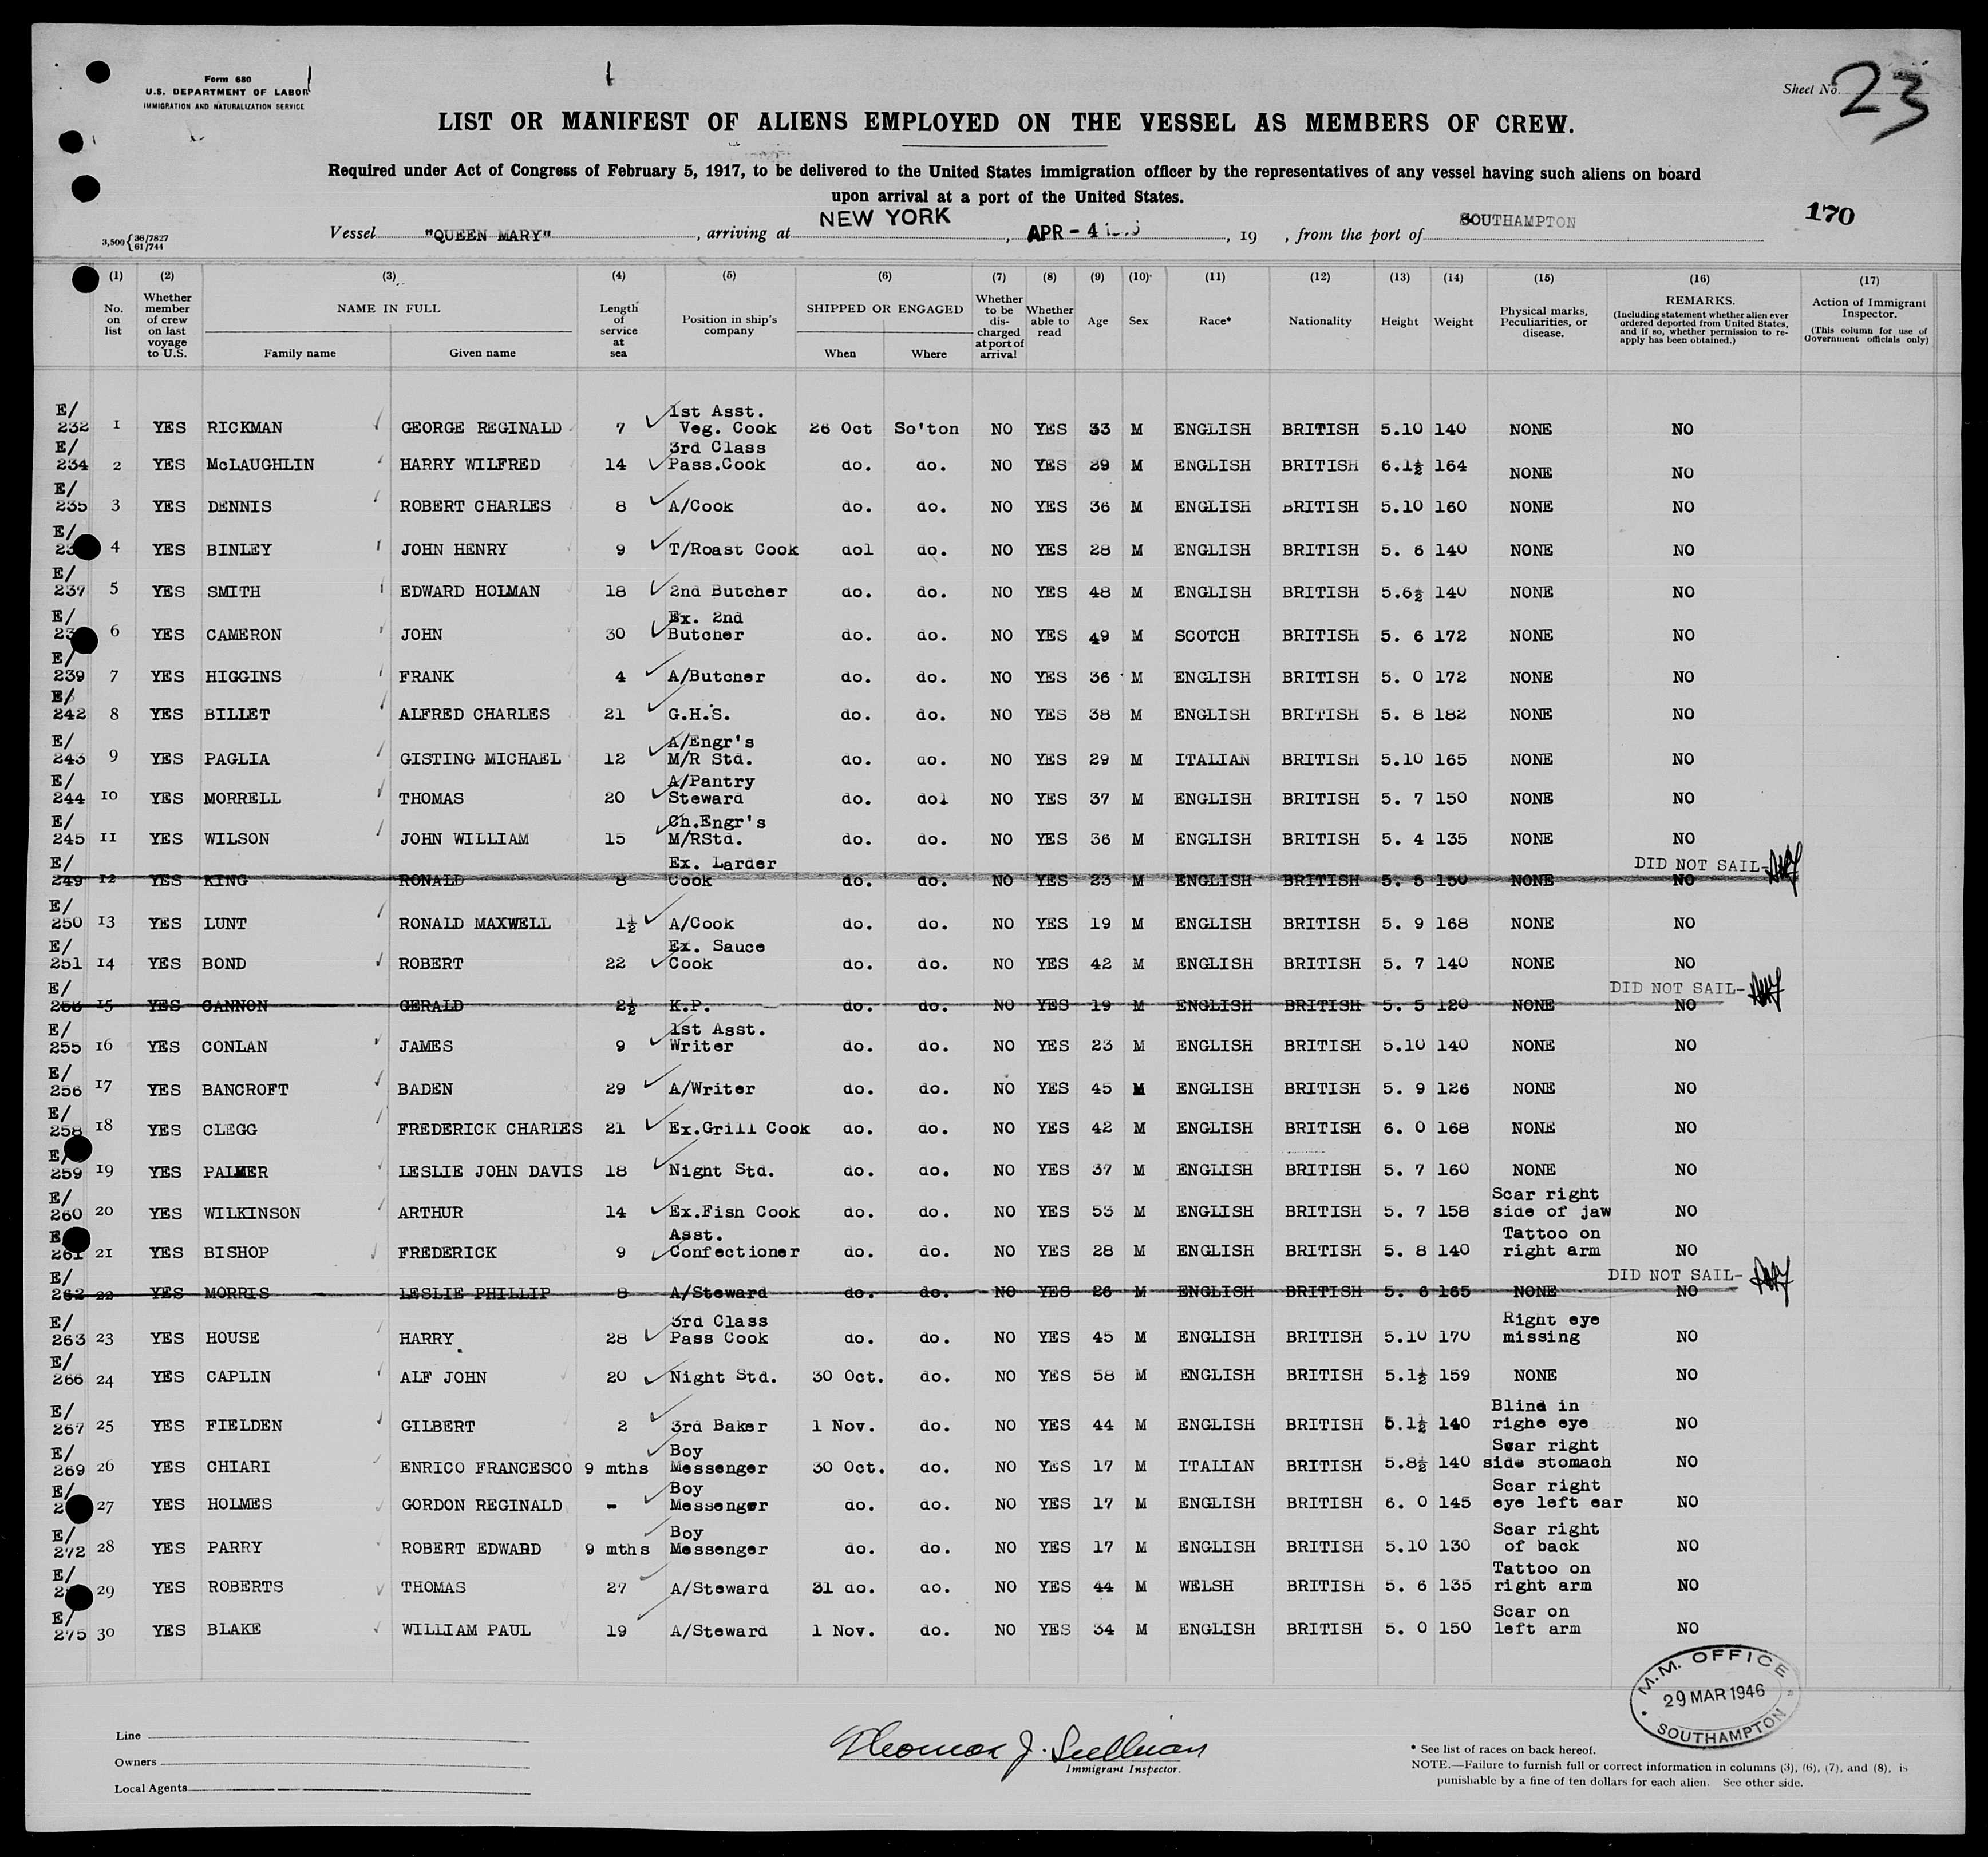 Form 680
U.S. DEPARTMENT OF LABOR
IMMIGRATION AND NATURALIZATION SERVICE
Sheet No. 23
LIST OR MANIFEST OF ALIENS EMPLOYED ON THE VESSEL AS MEMBERS OF CREW.
Required under Act of Congress of February 5, 1917, to be delivered to the United States immigration officer by the representatives of any vessel having such aliens on board
upon arrival at a port of the United States.
170
3,500 { 36/7827 61/744
Vessel "QUEEN MARY", arriving at NEW YORK, APR - 4, 19 , from the port of SOUTHAMPTON
(1) (2) (3) (4) (5) (6) (7) (8) (9) (10) (11) (12) (13) (14) (15) (16) (17)
No. on list
Whether member of crew on last voyage to U.S.
NAME IN FULL
Family name
Given name
Length of service at sea
Position in ship's company
SHIPPED OR ENGAGED
When
Where
Whether to be discharged at port of arrival
Whether able to read
Age
Sex
Race*
Nationality
Height
Weight
Physical marks, Peculiarities, or disease.
REMARKS.
(Including statement whether alien ever ordered deported from United States, and if so, whether permission to reapply has been obtained.)
Action of Immigrant Inspector.
(This column for use of Government officials only)
E/232 1 YES RICKMAN GEORGE REGINALD 7 1st Asst. Veg. Cook 26 Oct So'ton NO YES 33 M ENGLISH BRITISH 5.10 140 NONE NO
E/234 2 YES McLAUGHLIN HARRY WILFRED 14 3rd Class Pass.Cook do. do. NO YES 29 M ENGLISH BRITISH 6.1½ 164 NONE NO
E/235 3 YES DENNIS ROBERT CHARLES 8 A/Cook do. do. NO YES 36 M ENGLISH BRITISH 5.10 160 NONE NO
E/ 4 YES BINLEY JOHN HENRY 9 T/Roast Cook dol do. NO YES 28 M ENGLISH BRITISH 5. 6 140 NONE NO
E/237 5 YES SMITH EDWARD HOLMAN 18 2nd Butcher do. do. NO YES 48 M ENGLISH BRITISH 5.6½ 140 NONE NO
E/ 6 YES CAMERON JOHN 30 Ex. 2nd Butcher do. do. NO YES 49 M SCOTCH BRITISH 5. 6 172 NONE NO
E/239 7 YES HIGGINS FRANK 4 A/Butcher do. do. NO YES 36 M ENGLISH BRITISH 5. 0 172 NONE NO
E/242 8 YES BILLET ALFRED CHARLES 21 G.H.S. do. do. NO YES 38 M ENGLISH BRITISH 5. 8 182 NONE NO
E/243 9 YES PAGLIA GISTING MICHAEL 12 A/Engr's M/R Std. do. do. NO YES 29 M ITALIAN BRITISH 5.10 165 NONE NO
E/244 10 YES MORRELL THOMAS 20 A/Pantry Steward do. dol NO YES 37 M ENGLISH BRITISH 5. 7 150 NONE NO
E/245 11 YES WILSON JOHN WILLIAM 15 Ch.Engr's M/RStd. do. do. NO YES 36 M ENGLISH BRITISH 5. 4 135 NONE NO
DID NOT SAIL-
E/249 12 YES KING RONALD 8 Ex. Larder Cook do. do. NO YES 23 M ENGLISH BRITISH 5. 5 150 NONE NO
E/250 13 YES LUNT RONALD MAXWELL 1½ A/Cook do. do. NO YES 19 M ENGLISH BRITISH 5. 9 168 NONE NO
E/251 14 YES BOND ROBERT 22 Ex. Sauce Cook do. do. NO YES 42 M ENGLISH BRITISH 5. 7 140 NONE NO
DID NOT SAIL-
E/ 15 YES CANNON GERALD 2½ K.P. do. do. NO YES 19 M ENGLISH BRITISH 5. 5 120 NONE NO
E/255 16 YES CONLAN JAMES 9 1st Asst. Writer do. do. NO YES 23 M ENGLISH BRITISH 5.10 140 NONE NO
E/256 17 YES BANCROFT BADEN 29 A/Writer do. do. NO YES 45 M ENGLISH BRITISH 5. 9 126 NONE NO
E/258 18 YES CLEGG FREDERICK CHARLES 21 Ex.Grill Cook do. do. NO YES 42 M ENGLISH BRITISH 6. 0 168 NONE NO
E/259 19 YES PALMER LESLIE JOHN DAVIS 18 Night Std. do. do. NO YES 37 M ENGLISH BRITISH 5. 7 160 NONE NO
E/260 20 YES WILKINSON ARTHUR 14 Ex.Fish Cook do. do. NO YES 53 M ENGLISH BRITISH 5. 7 158 Scar right side of jaw NO
E/261 21 YES BISHOP FREDERICK 9 Asst. Confectioner do. do. NO YES 28 M ENGLISH BRITISH 5. 8 140 Tattoo on right arm NO
DID NOT SAIL-
E/262 22 YES MORRIS LESLIE PHILLIP 8 A/Steward do. do. NO YES 26 M ENGLISH BRITISH 5. 6 165 NONE NO
E/263 23 YES HOUSE HARRY 28 3rd Class Pass Cook do. do. NO YES 45 M ENGLISH BRITISH 5.10 170 Right eye missing NO
E/266 24 YES CAPLIN ALF JOHN 20 Night Std. 30 Oct. do. NO YES 58 M ENGLISH BRITISH 5.1½ 159 NONE NO
E/267 25 YES FIELDEN GILBERT 2 3rd Baker 1 Nov. do. NO YES 44 M ENGLISH BRITISH 5.1½ 140 Blind in righe eye NO
E/269 26 YES CHIARI ENRICO FRANCESCO 9 mths Boy Messenger 30 Oct. do. NO YES 17 M ITALIAN BRITISH 5.8½ 140 Scar right side stomach NO
E/ 27 YES HOLMES GORDON REGINALD - Boy Messenger do. do. NO YES 17 M ENGLISH BRITISH 6. 0 145 Scar right eye left ear NO
E/272 28 YES PARRY ROBERT EDWARD 9 mths Boy Messenger do. do. NO YES 17 M ENGLISH BRITISH 5.10 130 Scar right of back NO
E/ 29 YES ROBERTS THOMAS 27 A/Steward 31 do. do. NO YES 44 M WELSH BRITISH 5. 6 135 Tattoo on right arm NO
E/275 30 YES BLAKE WILLIAM PAUL 19 A/Steward 1 Nov. do. NO YES 34 M ENGLISH BRITISH 5. 0 150 Scar on left arm NO
M.M. OFFICE
29 MAR 1946
SOUTHAMPTON
Line
Owners
Local Agents
Thomas J. Sullivan
Immigrant Inspector.
* See list of races on back hereof.
NOTE.—Failure to furnish full or correct information in columns (3), (6), (7), and (8), is
punishable by a fine of ten dollars for each alien. See other side.